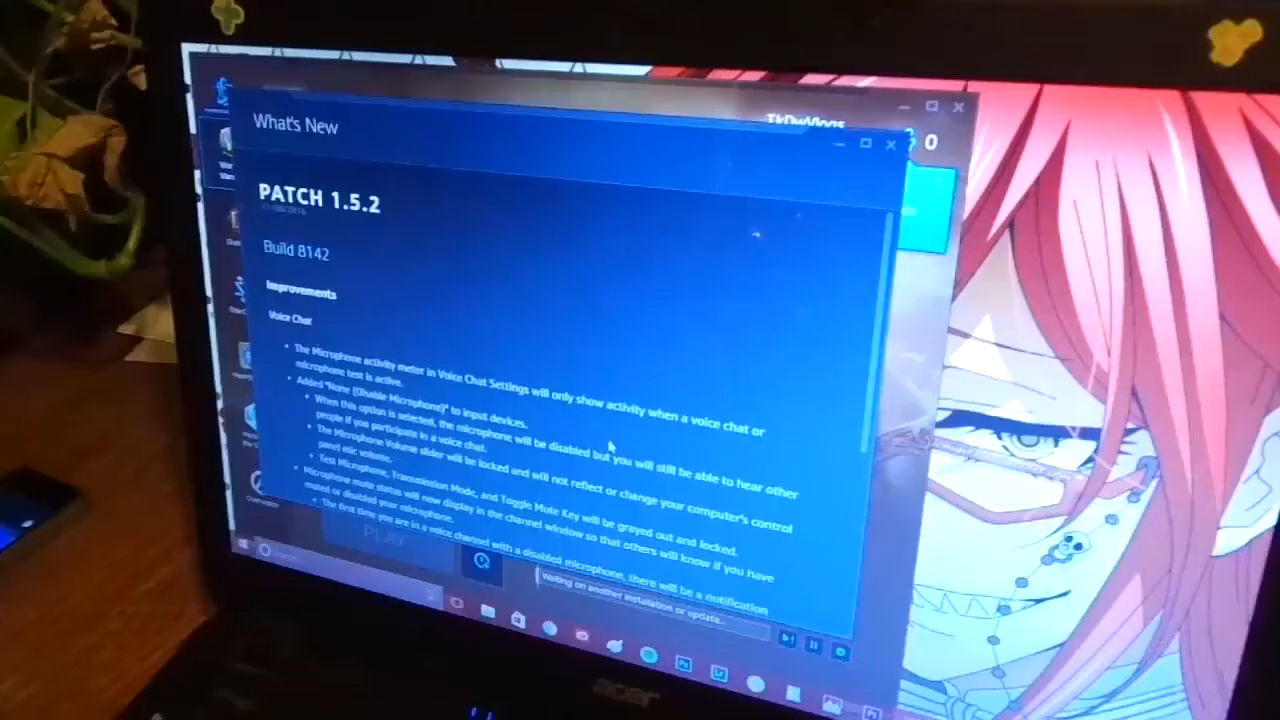 What's New
TkDwVlogs
0
PATCH 1.5.2
Build 8142
Improvements
Voice Chat
• The Microphone activity meter in Voice Chat Settings will only show activity when a voice chat or
microphone test is active.
• Added "None (Disable Microphone)" to input devices.
• When this option is selected, the microphone will be disabled but you will still be able to hear other
people if you participate in a voice chat.
• The Microphone Volume slider will be locked and will not reflect or change your computer's control
panel mic volume.
• Test Microphone, Transmission Mode, and Toggle Mute Key will be grayed out and locked.
• Microphone mute status will now display in the channel window so that others will know if you have
muted or disabled your microphone.
• The first time you are in a voice channel with a disabled microphone, there will be a notification
PLAY
Waiting on another installation or update...
Ps
Lr
acer